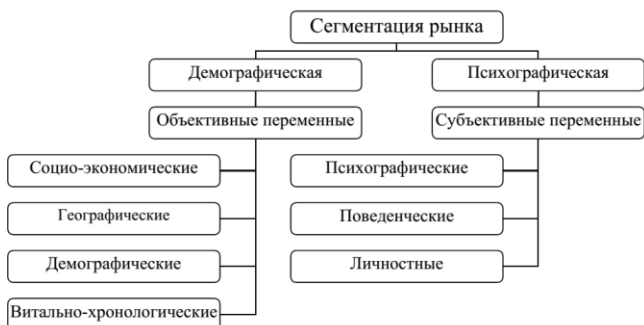 Сегментация рынка
Демографическая
Психографическая
Объективные переменные
Субъективные переменные
Социо-экономические
Психографические
Географические
Поведенческие
Демографические
Личностные
Витально-хронологические